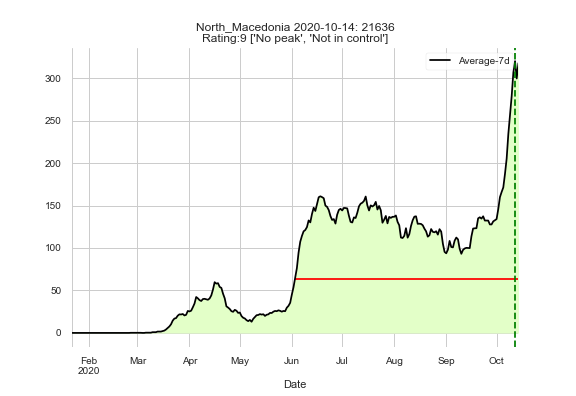 North_Macedonia 2020-10-14: 21636
Rating:9 ['No peak', 'Not in control']
Average-7d
300
250
200
150
100
50
0
Feb Mar Apr May Jun Jul Aug Sep Oct
2020
Date